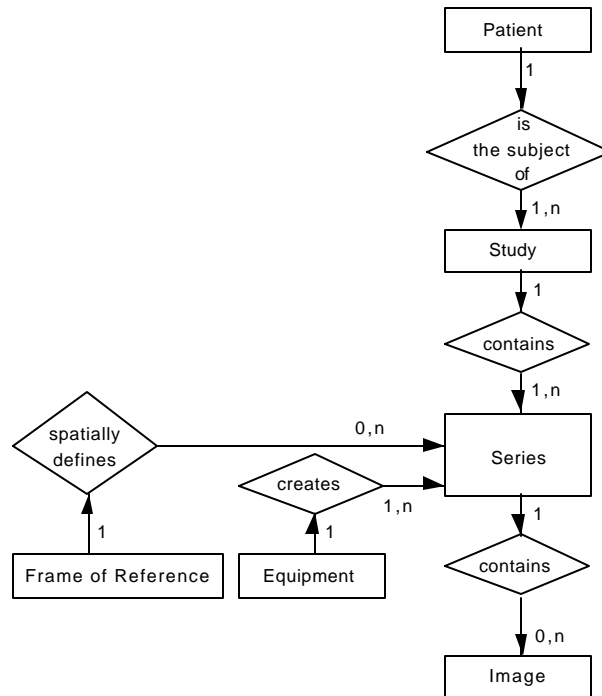 Patient
1
is
the subject
of
1,n
Study
1
contains
1,n
spatially
defines
0,n
Series
creates
1,n
1
1
1
Frame of Reference
Equipment
contains
0,n
Image